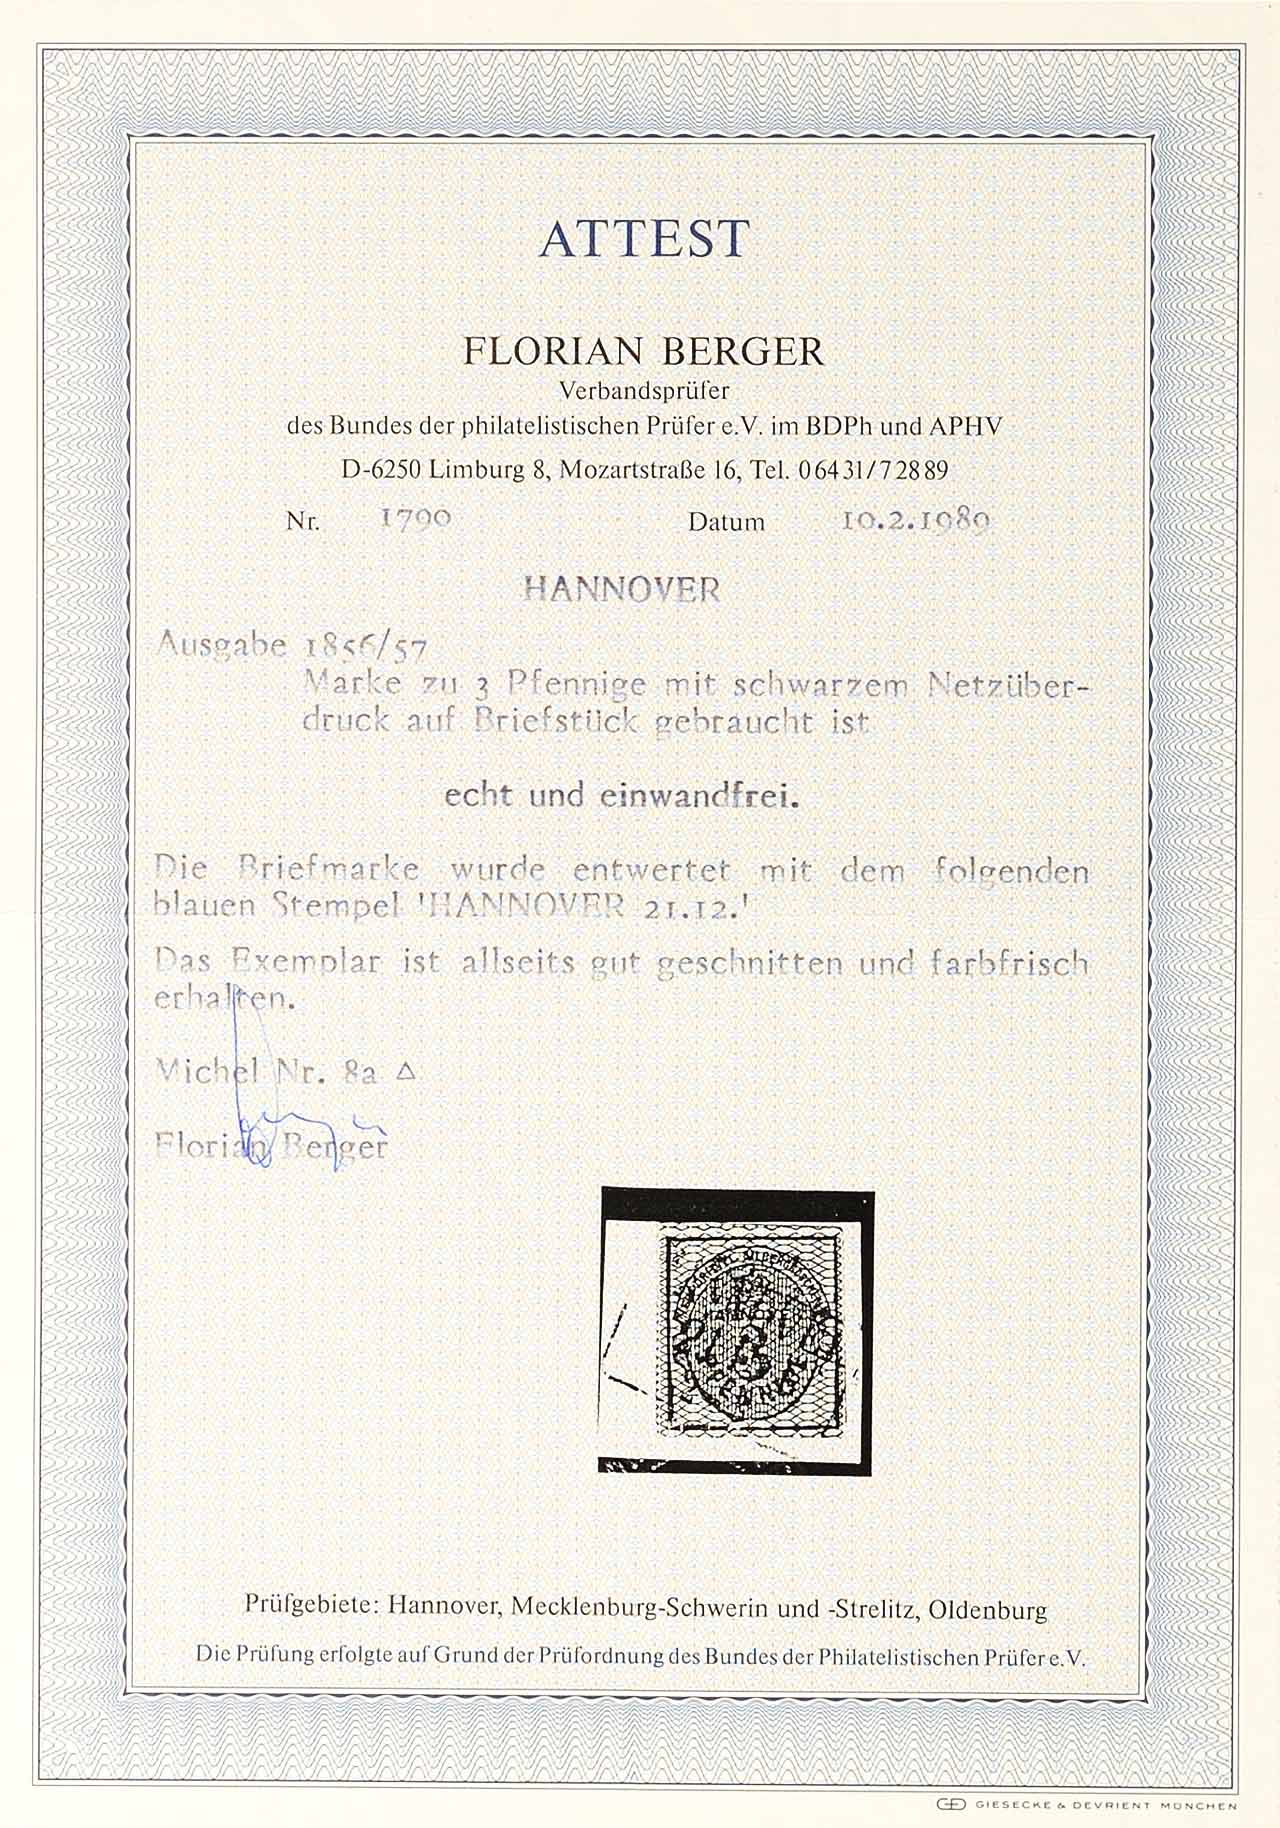 ATTEST
FLORIAN BERGER
Verbandsprüfer
des Bundes der philatelistischen Prüfer e.V. im BDPh und APHV
D-6250 Limburg 8, Mozartstraße 16, Tel. 06431/72889
Nr. 1790 Datum 10.2.1989
HANNOVER
Ausgabe 1856/57
Marke zu 3 Pfennige mit schwarzem Netzüber-
druck auf Briefstück gebraucht ist
echt und einwandfrei.
Die Briefmarke wurde entwertet mit dem folgenden
blauen Stempel 'HANNOVER 21.12.'
Das Exemplar ist allseits gut geschnitten und farbfrisch
erhalten.
Michel Nr. 8a △
Florian Berger
3
Prüfgebiete: Hannover, Mecklenburg-Schwerin und -Strelitz, Oldenburg
Die Prüfung erfolgte auf Grund der Prüfordnung des Bundes der Philatelistischen Prüfer e.V.
GIESECKE & DEVRIENT MÜNCHEN